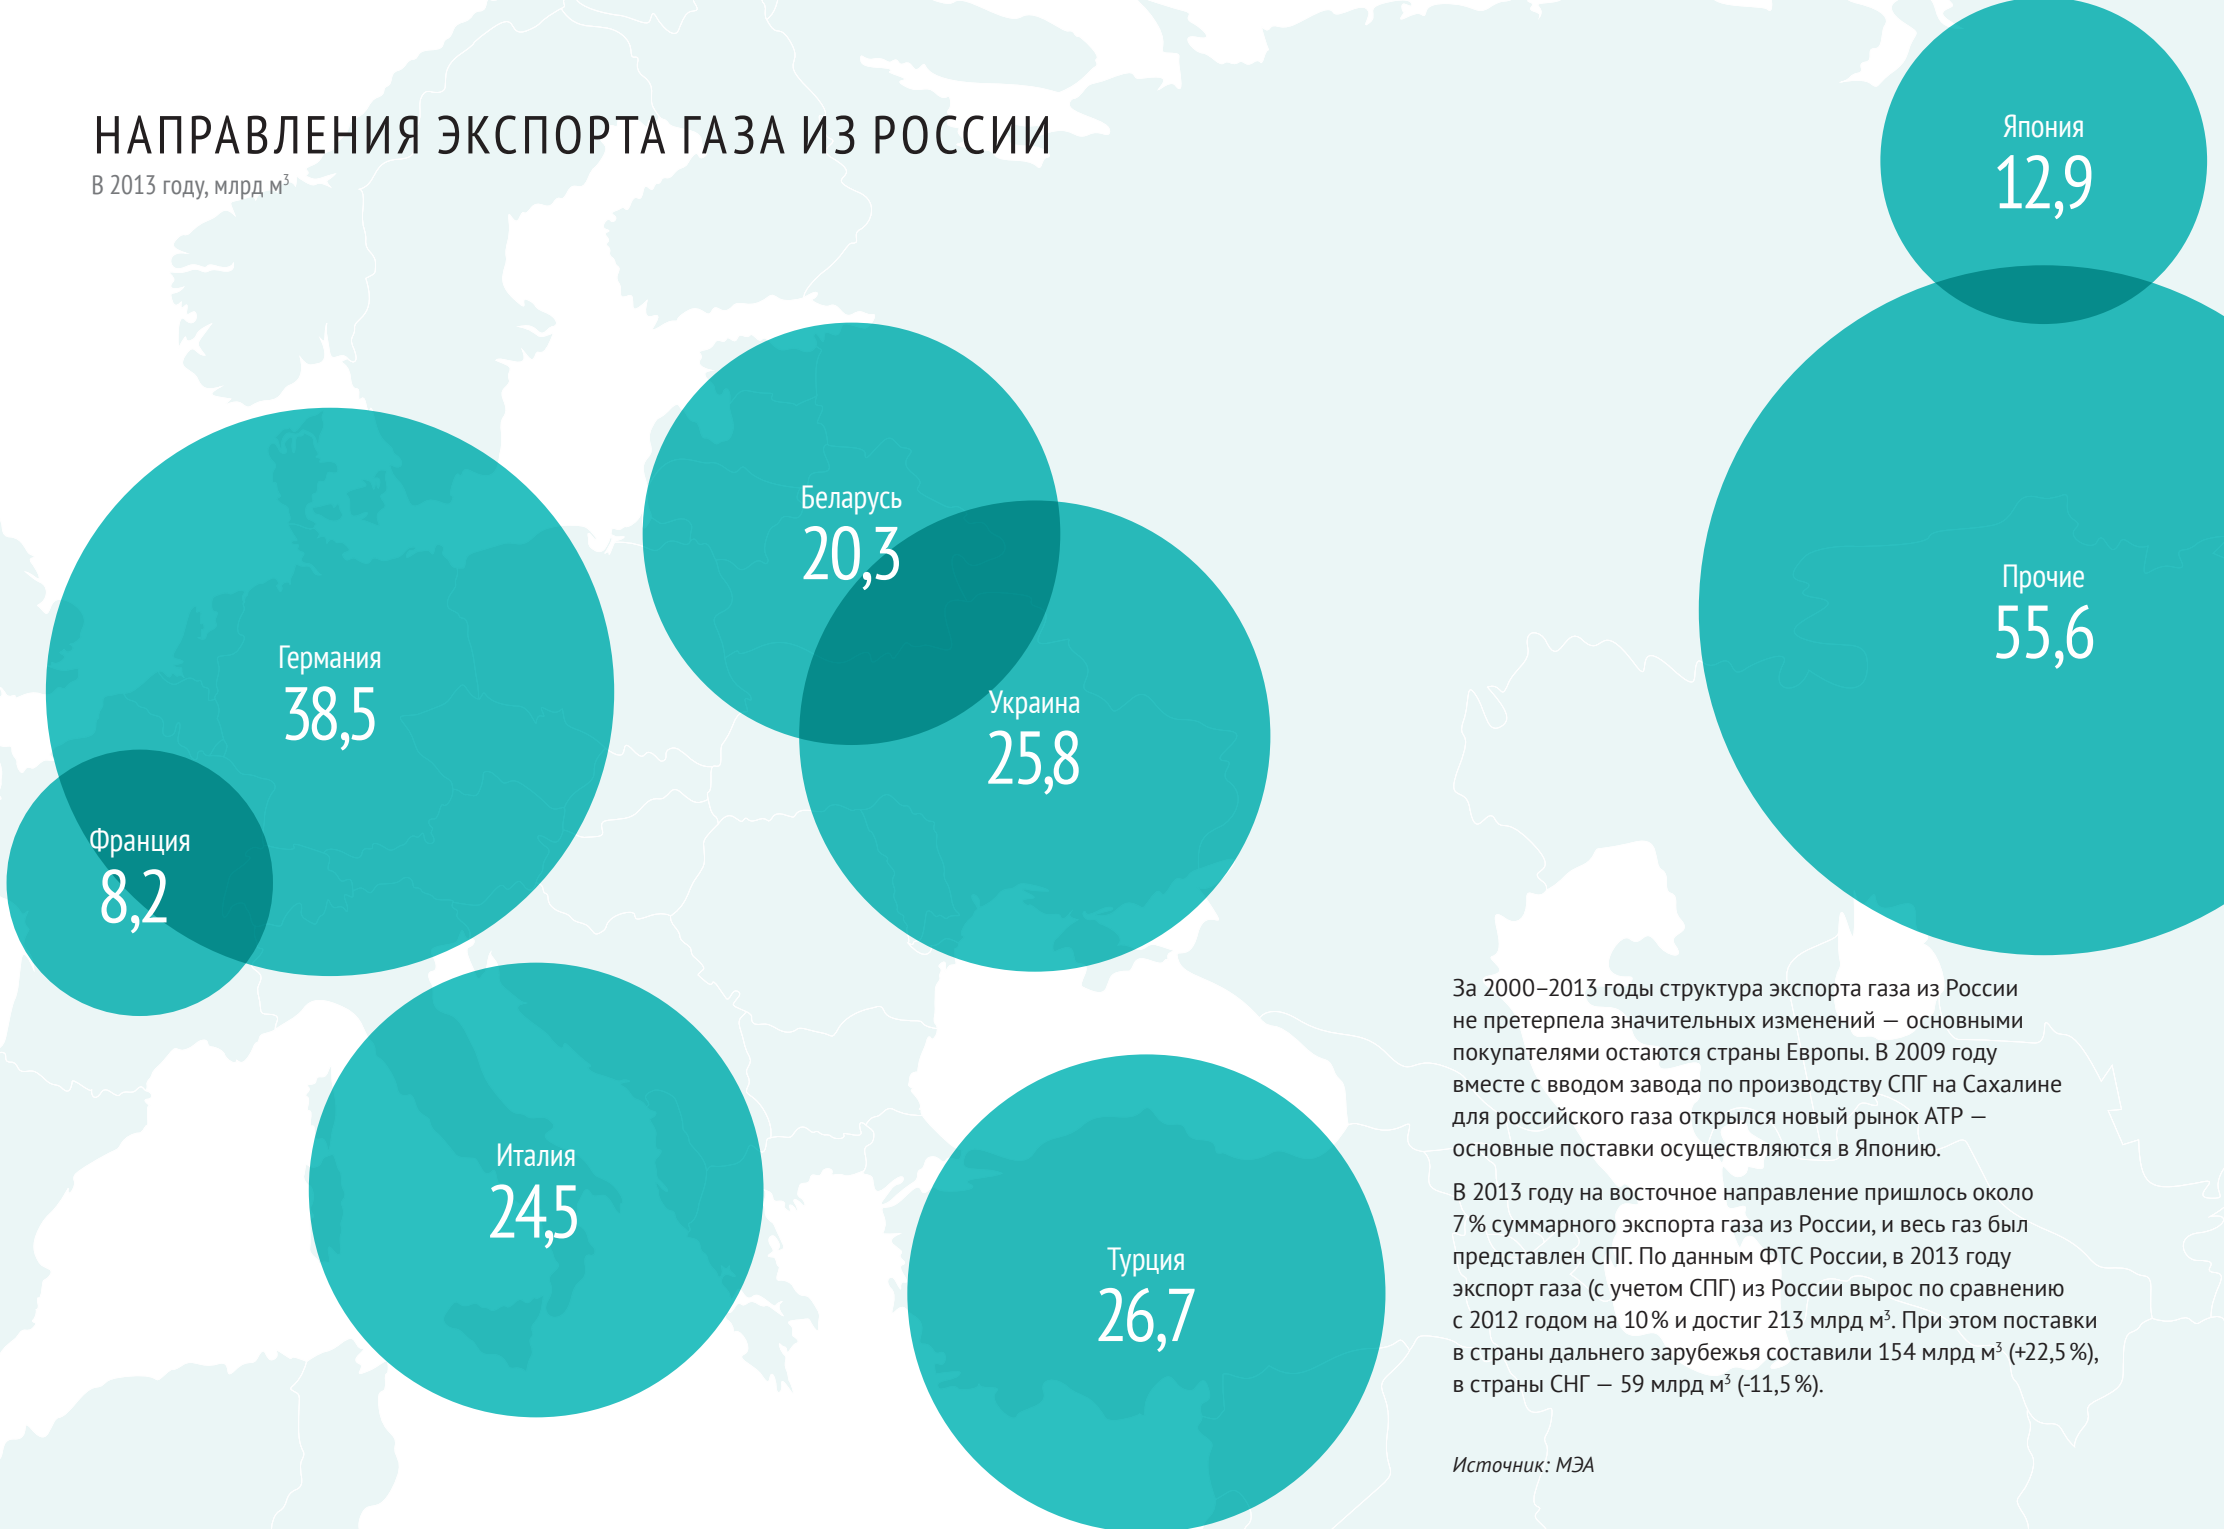 НАПРАВЛЕНИЯ ЭКСПОРТА ГАЗА ИЗ РОССИИ
В 2013 году, млрд м³
Япония
12,9
Прочие
55,6
Беларусь
20,3
Украина
25,8
Германия
38,5
Франция
8,2
Италия
24,5
Турция
26,7
За 2000–2013 годы структура экспорта газа из России
не претерпела значительных изменений — основными
покупателями остаются страны Европы. В 2009 году
вместе с вводом завода по производству СПГ на Сахалине
для российского газа открылся новый рынок АТР —
основные поставки осуществляются в Японию.
В 2013 году на восточное направление пришлось около
7 % суммарного экспорта газа из России, и весь газ был
представлен СПГ. По данным ФТС России, в 2013 году
экспорт газа (с учетом СПГ) из России вырос по сравнению
с 2012 годом на 10 % и достиг 213 млрд м³. При этом поставки
в страны дальнего зарубежья составили 154 млрд м³ (+22,5 %),
в страны СНГ — 59 млрд м³ (-11,5 %).
Источник: МЭА